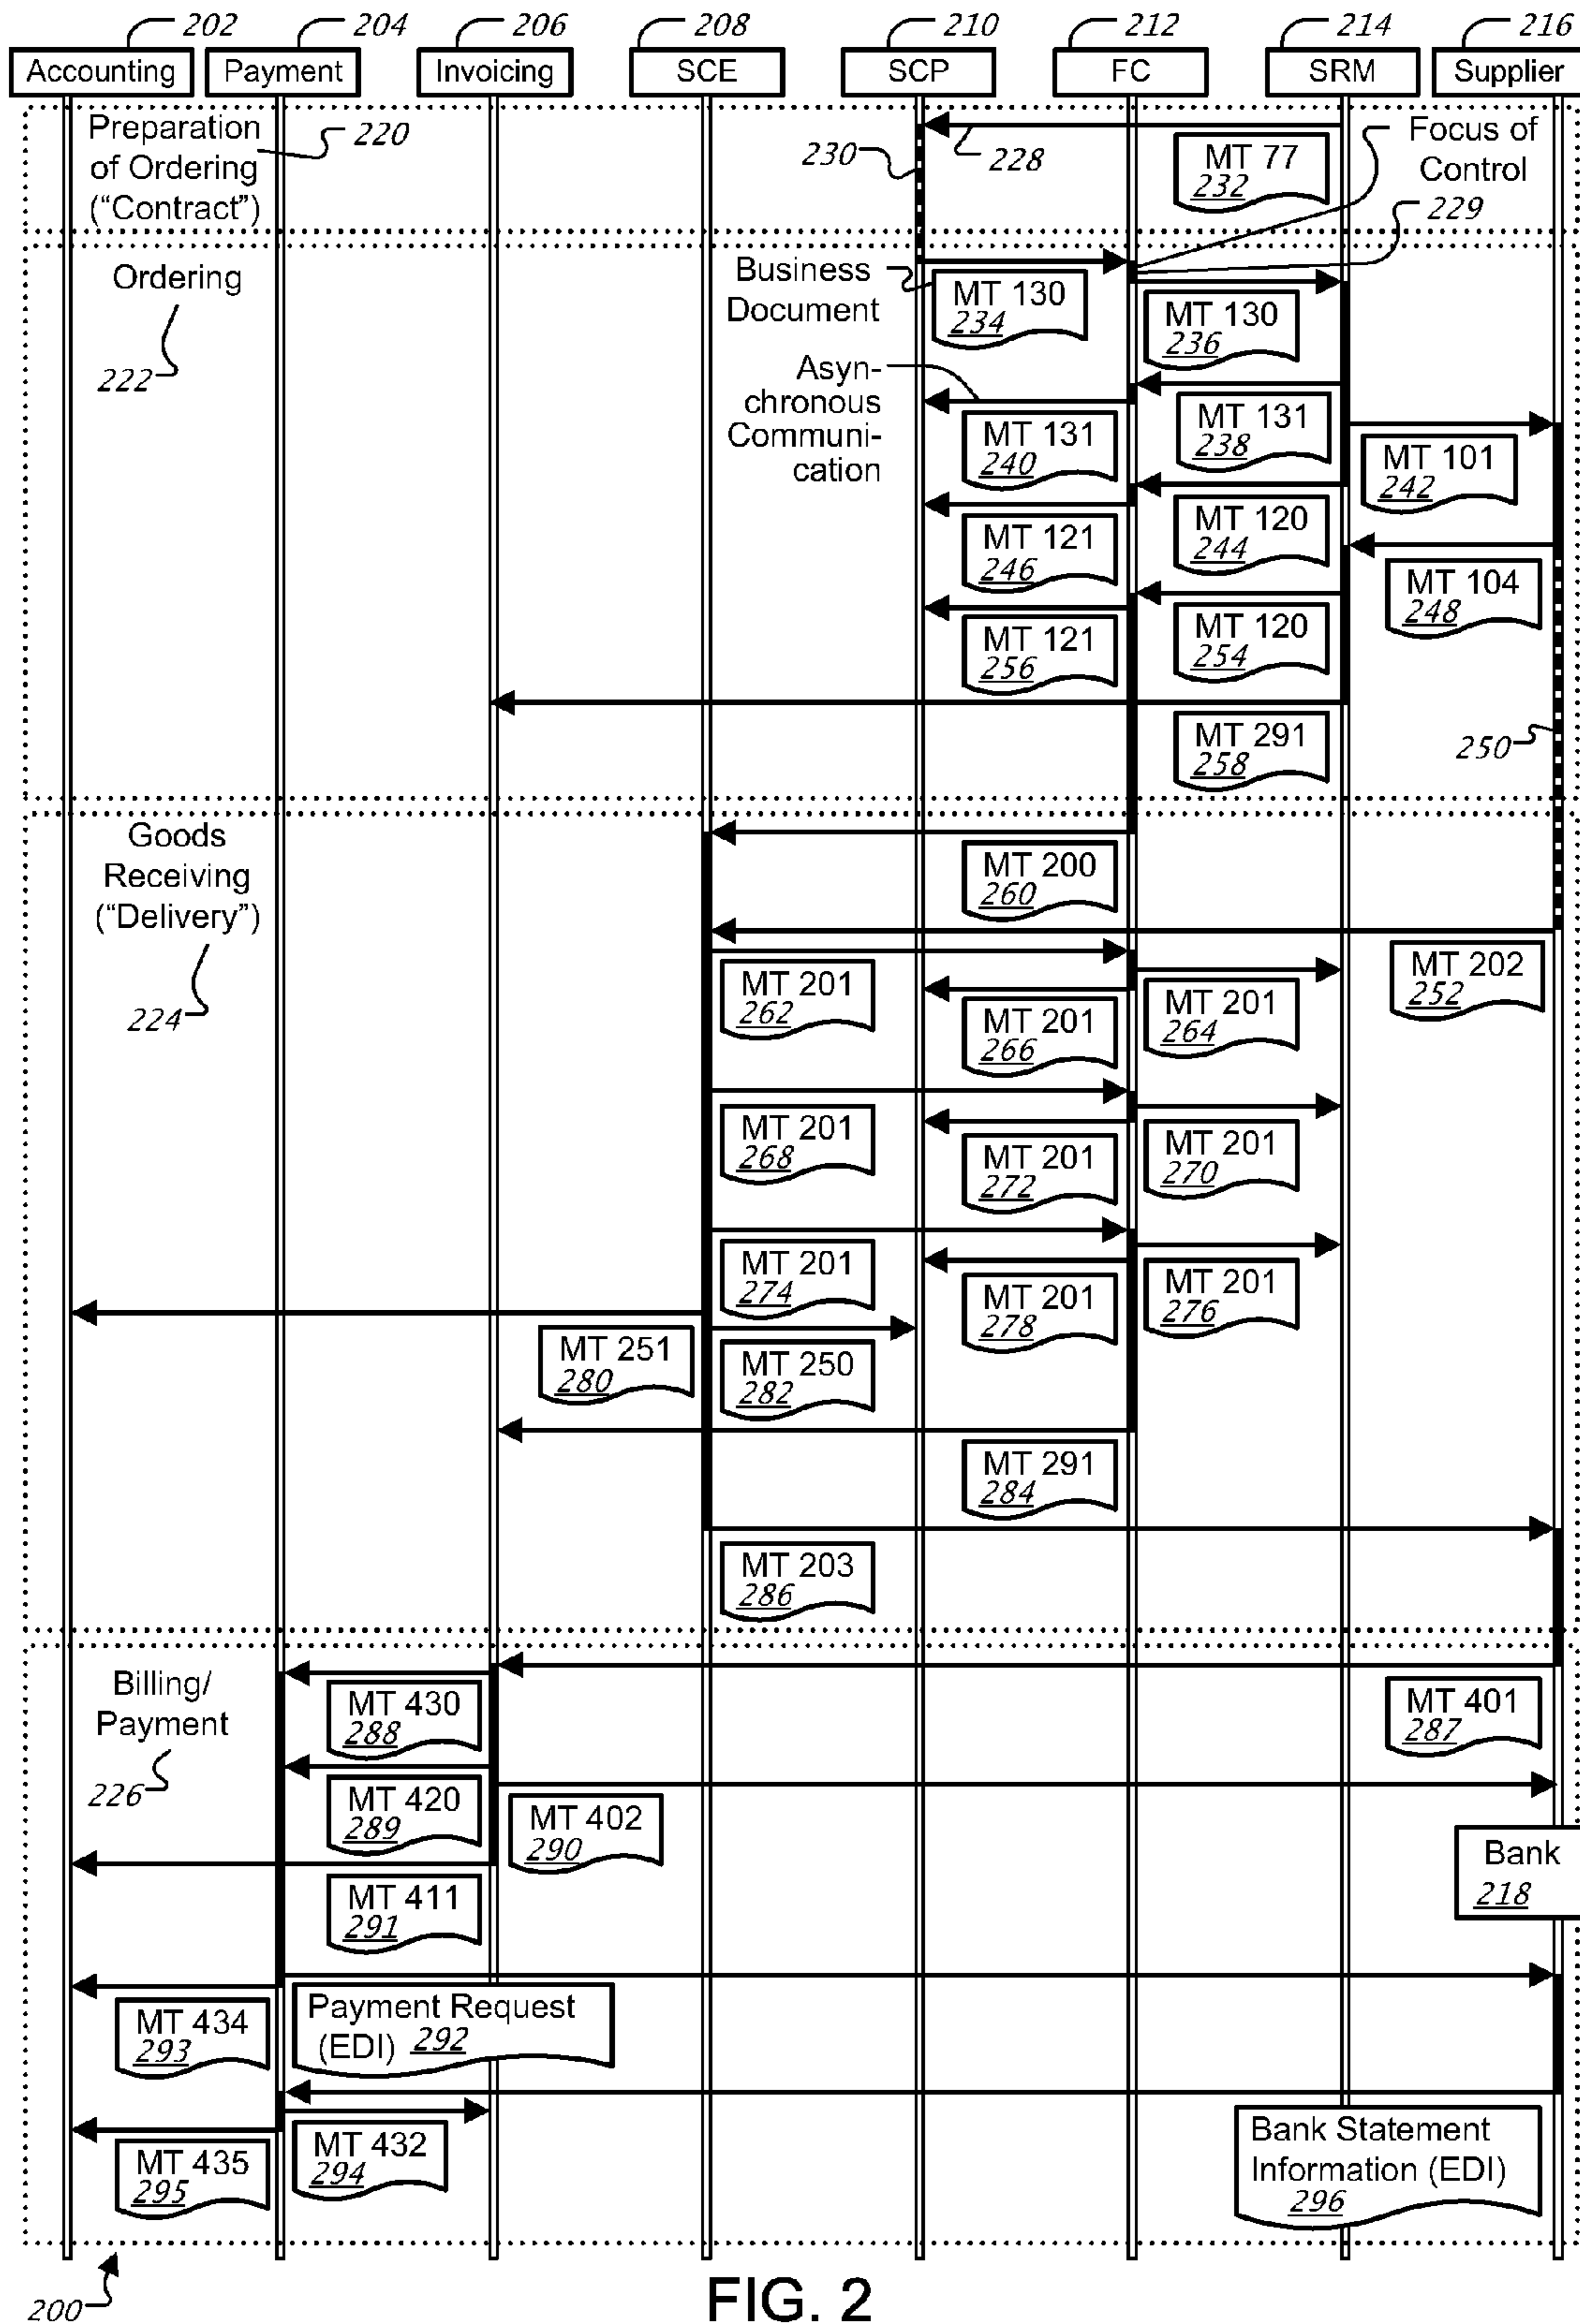 202 204 206 208 210 212 214 216
Accounting Payment Invoicing SCE SCP FC SRM Supplier
Preparation
of Ordering
("Contract")
220
230
228
MT 77
232
Focus of
Control
229
Ordering
222
Business
Document
MT 130
234
MT 130
236
Asyn-
chronous
Communi-
cation
MT 131
240
MT 131
238
MT 101
242
MT 121
246
MT 120
244
MT 104
248
MT 121
256
MT 120
254
MT 291
258
250
Goods
Receiving
("Delivery")
224
MT 200
260
MT 202
252
MT 201
262
MT 201
266
MT 201
264
MT 201
268
MT 201
272
MT 201
270
MT 201
274
MT 201
278
MT 201
276
MT 251
280
MT 250
282
MT 291
284
MT 203
286
Billing/
Payment
226
MT 430
288
MT 401
287
MT 420
289
MT 402
290
Bank
218
MT 411
291
MT 434
293
Payment Request
(EDI) 292
MT 435
295
MT 432
294
Bank Statement
Information (EDI)
296
200
FIG. 2